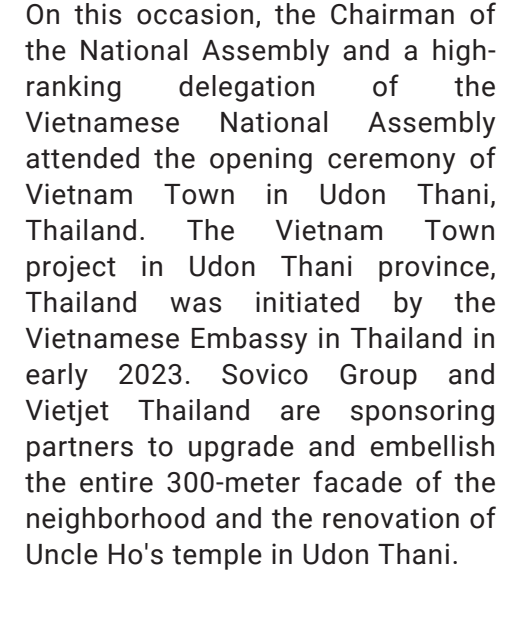 On this occasion, the Chairman of
the National Assembly and a high-
ranking delegation of the
Vietnamese National Assembly
attended the opening ceremony of
Vietnam Town in Udon Thani,
Thailand. The Vietnam Town
project in Udon Thani province,
Thailand was initiated by the
Vietnamese Embassy in Thailand in
early 2023. Sovico Group and
Vietjet Thailand are sponsoring
partners to upgrade and embellish
the entire 300-meter facade of the
neighborhood and the renovation of
Uncle Ho's temple in Udon Thani.